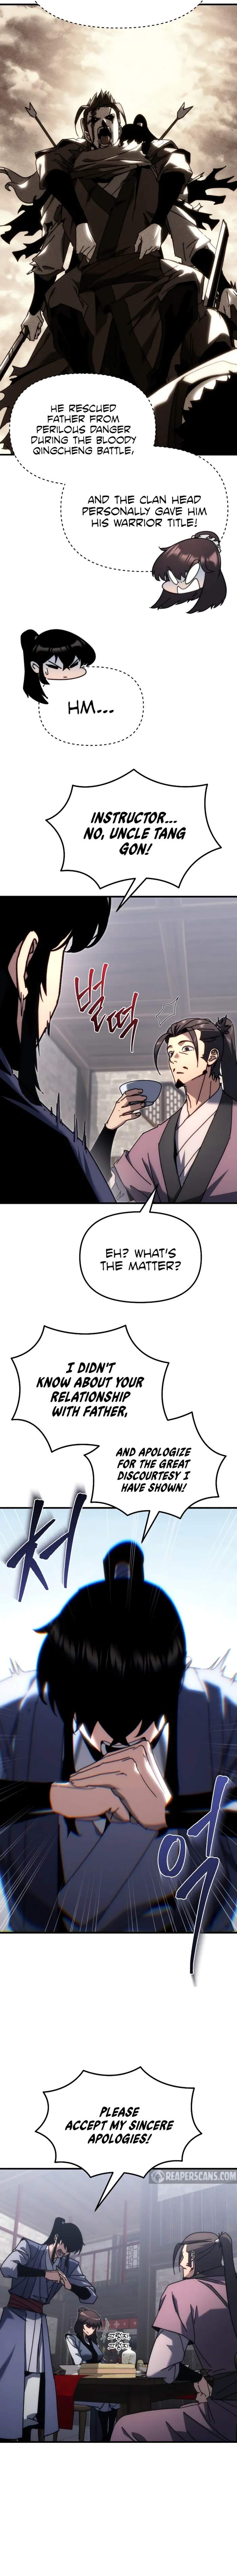 HE RESCUED
FATHER FROM
PERILOUS DANGER
DURING THE BLOODY
QINGCHENG BATTLE,
AND THE CLAN HEAD
PERSONALLY GAVE HIM
HIS WARRIOR TITLE!
HM...
INSTRUCTOR...
NO, UNCLE TANG
GON!
벌떡
EH? WHAT'S
THE MATTER?
I DIDN'T
KNOW ABOUT YOUR
RELATIONSHIP
WITH FATHER,
AND APOLOGIZE
FOR THE GREAT
DISCOURTESY I
HAVE SHOWN!
처
억
PLEASE
ACCEPT MY SINCERE
APOLOGIES!
REAPERSCANS.COM